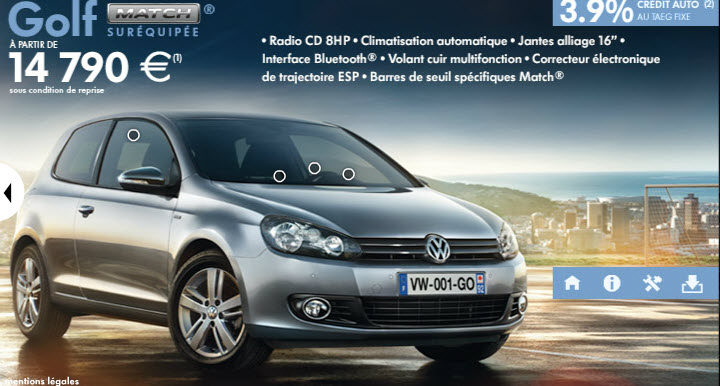 Golf MATCH®
SURÉQUIPÉE
À PARTIR DE
14 790 €(1)
sous condition de reprise
3.9% CRÉDIT AUTO (2)
AU TAEG FIXE
• Radio CD 8HP • Climatisation automatique • Jantes alliage 16" •
Interface Bluetooth® • Volant cuir multifonction • Correcteur électronique
de trajectoire ESP • Barres de seuil spécifiques Match®
VW-001-GO
F
92
mentions légales